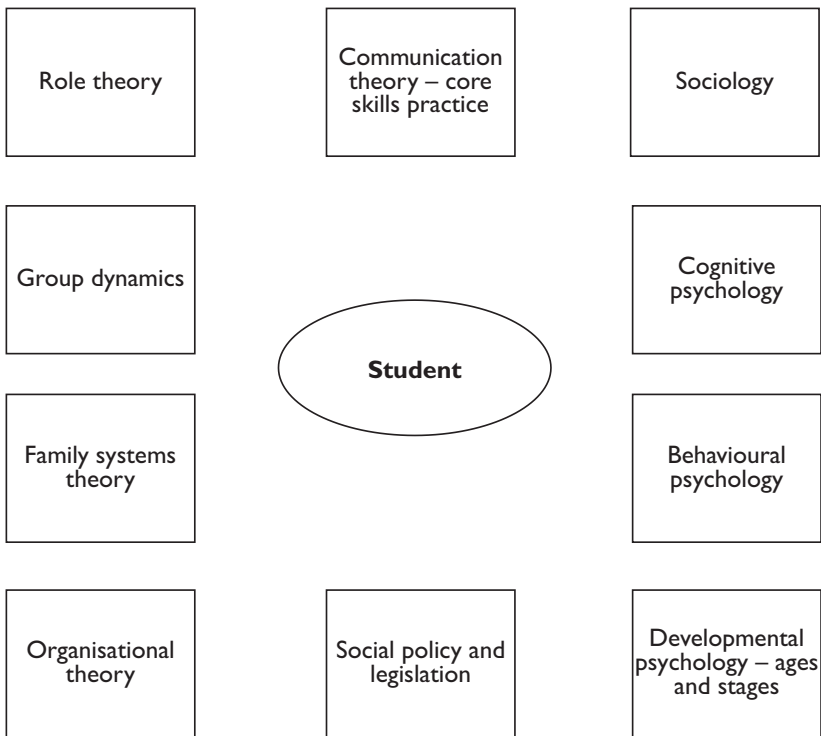 Role theory
Communication
theory – core
skills practice
Sociology
Group dynamics
Cognitive
psychology
Student
Family systems
theory
Behavioural
psychology
Organisational
theory
Social policy and
legislation
Developmental
psychology – ages
and stages